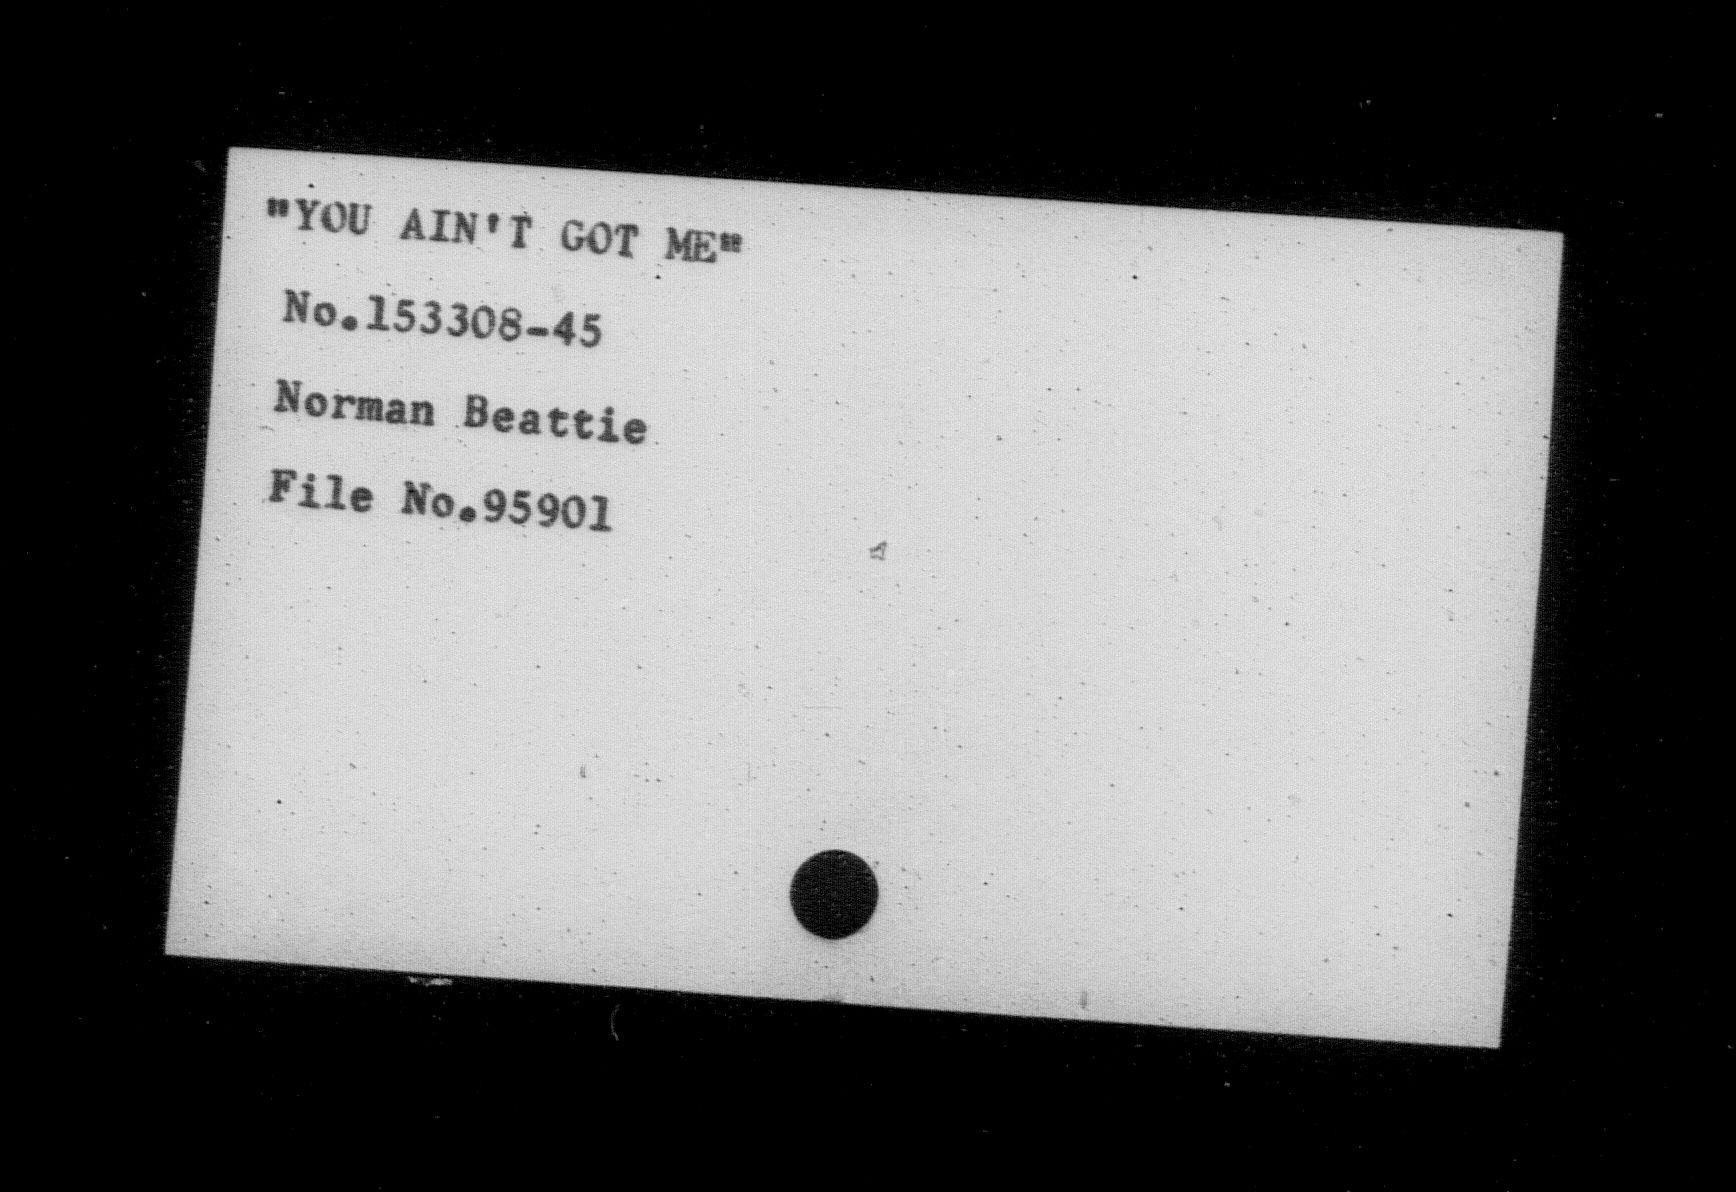 "YOU AIN'T GOT ME"
No.153308-45
Norman Beattie
File No.95901